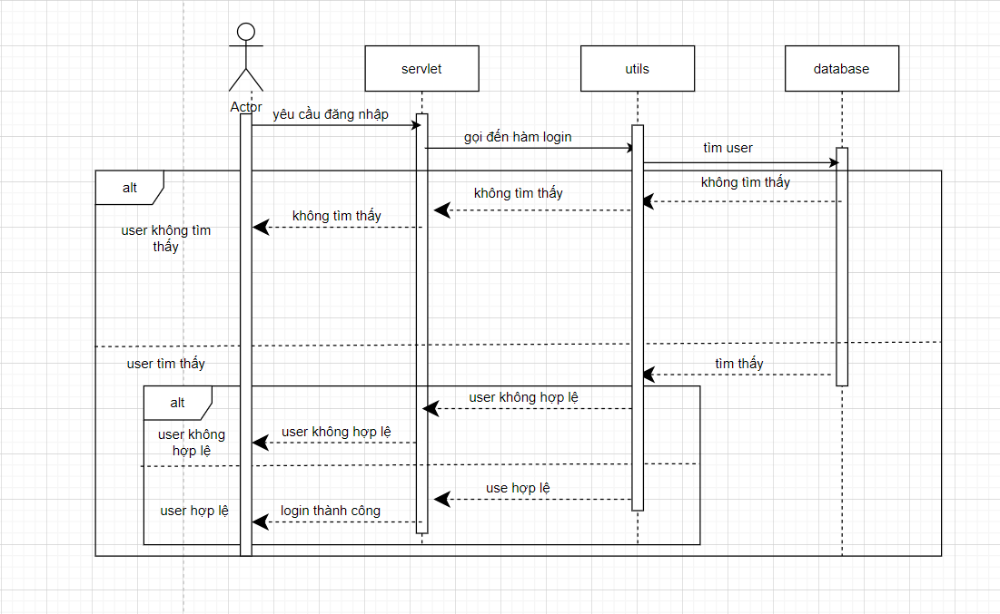 servlet
utils
database
Actor
yêu cầu đăng nhập
gọi đến hàm login
tìm user
alt
không tìm thấy
không tìm thấy
không tìm thấy
user không tìm
thấy
user tìm thấy
tìm thấy
alt
user không hợp lệ
user không
hợp lệ
user không hợp lệ
use hợp lệ
user hợp lệ
login thành công